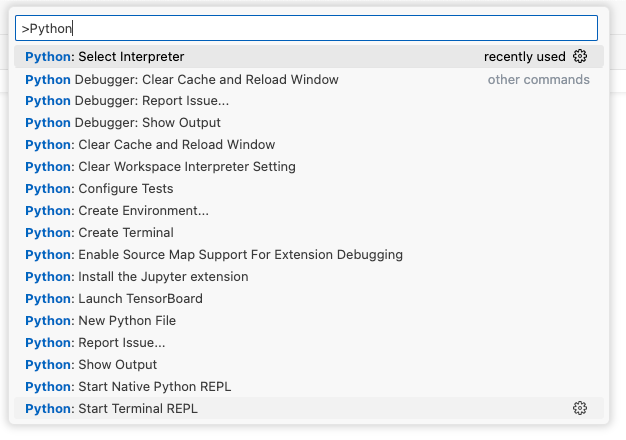 >Python
Python: Select Interpreter recently used
Python Debugger: Clear Cache and Reload Window other commands
Python Debugger: Report Issue...
Python Debugger: Show Output
Python: Clear Cache and Reload Window
Python: Clear Workspace Interpreter Setting
Python: Configure Tests
Python: Create Environment...
Python: Create Terminal
Python: Enable Source Map Support For Extension Debugging
Python: Install the Jupyter extension
Python: Launch TensorBoard
Python: New Python File
Python: Report Issue...
Python: Show Output
Python: Start Native Python REPL
Python: Start Terminal REPL